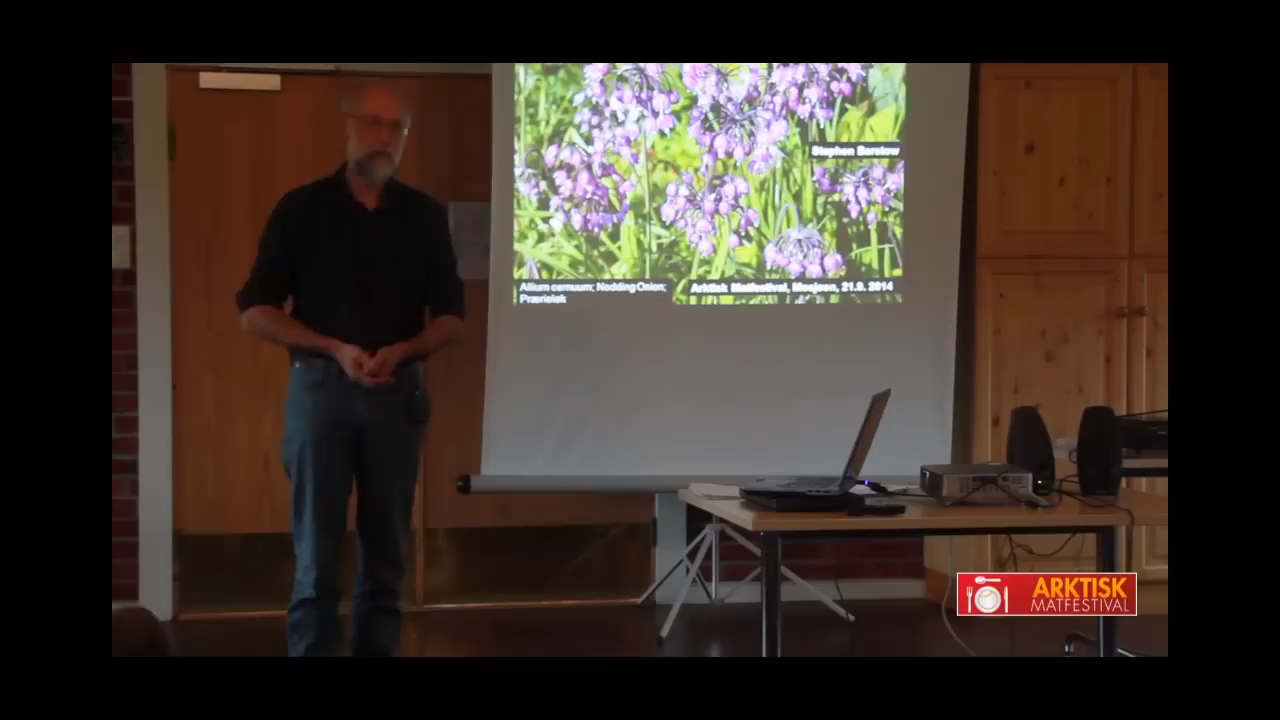 Stephen Barstow
Allium cernuum; Nodding Onion;
Prærieløk
Arktisk Matfestival, Mosjøen, 21.9. 2014
ARKTISK
MATFESTIVAL